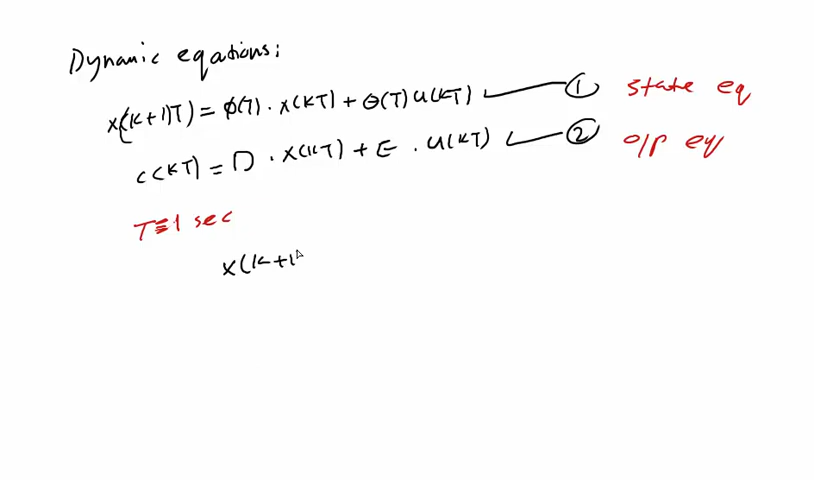 Dynamic equations:
x(k+1)T) = ϕ(T) . x(kT) + Θ(T) u(kT) ① state eq
c(kT) = D . x(kT) + E . u(kT) ② o/p eq
T=1 sec
x(k+1